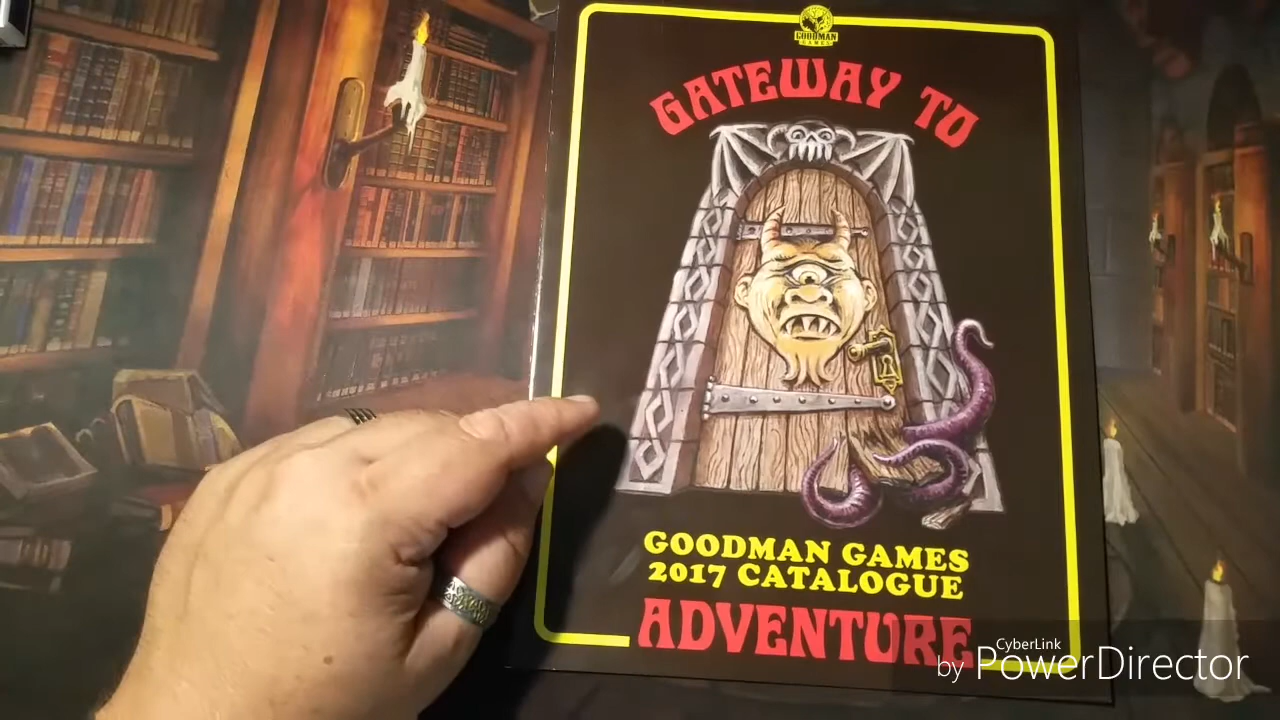 GOODMAN
GAMES
GATEWAY TO
GOODMAN GAMES
2017 CATALOGUE
ADVENTURE
CyberLink
by PowerDirector